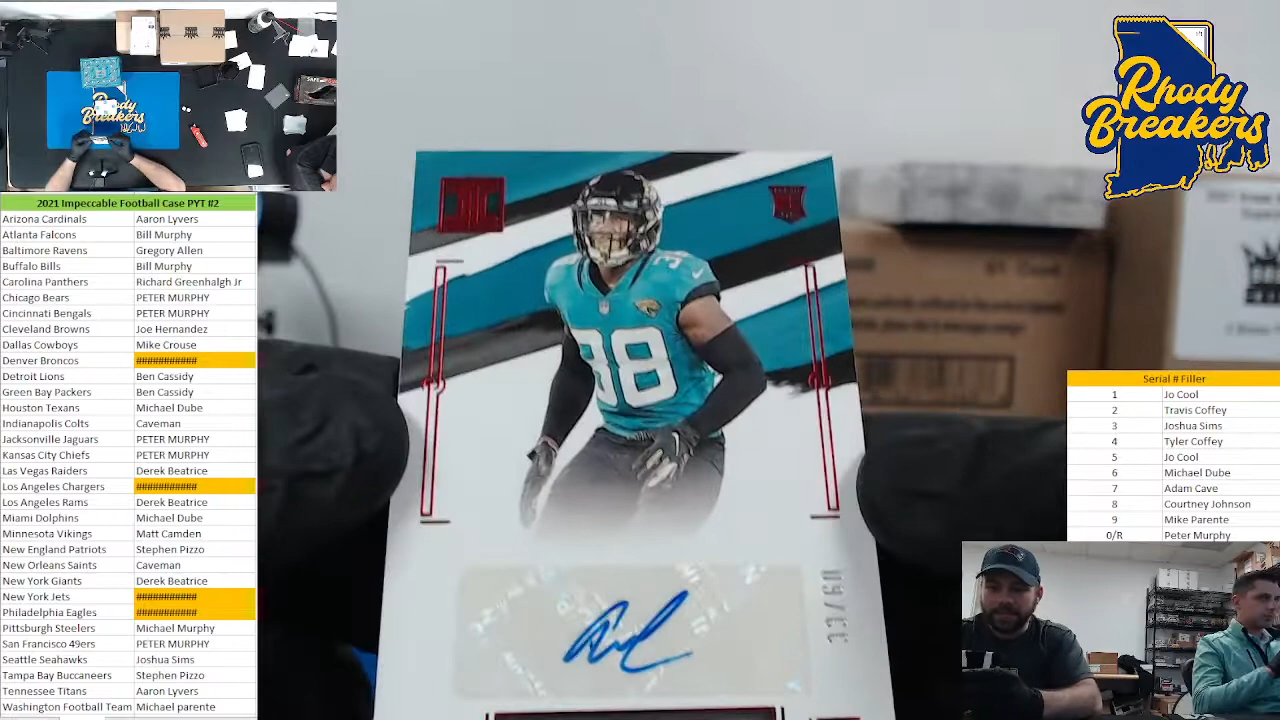 Rhody
Breakers
2021 Impeccable Football Case PYT #2
Arizona Cardinals Aaron Lyvers
Atlanta Falcons Bill Murphy
Baltimore Ravens Gregory Allen
Buffalo Bills Bill Murphy
Carolina Panthers Richard Greenhalgh Jr
Chicago Bears PETER MURPHY
Cincinnati Bengals PETER MURPHY
Cleveland Browns Joe Hernandez
Dallas Cowboys Mike Crouse
Denver Broncos ###########
Detroit Lions Ben Cassidy
Green Bay Packers Ben Cassidy
Houston Texans Michael Dube
Indianapolis Colts Caveman
Jacksonville Jaguars PETER MURPHY
Kansas City Chiefs PETER MURPHY
Las Vegas Raiders Derek Beatrice
Los Angeles Chargers ###########
Los Angeles Rams Derek Beatrice
Miami Dolphins Michael Dube
Minnesota Vikings Matt Camden
New England Patriots Stephen Pizzo
New Orleans Saints Caveman
New York Giants Derek Beatrice
New York Jets ###########
Philadelphia Eagles ###########
Pittsburgh Steelers Michael Murphy
San Francisco 49ers PETER MURPHY
Seattle Seahawks Joshua Sims
Tampa Bay Buccaneers Stephen Pizzo
Tennessee Titans Aaron Lyvers
Washington Football Team Michael parente
38
Serial # Filler
1 Jo Cool
2 Travis Coffey
3 Joshua Sims
4 Tyler Coffey
5 Jo Cool
6 Michael Dube
7 Adam Cave
8 Courtney Johnson
9 Mike Parente
0/R Peter Murphy
Rhody
Breakers